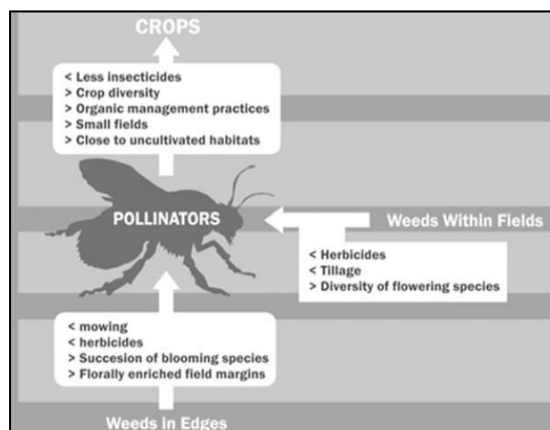 CROPS
< Less insecticides
> Crop diversity
> Organic management practices
> Small fields
> Close to uncultivated habitats
POLLINATORS
Weeds Within Fields
< Herbicides
< Tillage
> Diversity of flowering species
< mowing
< herbicides
> Succesion of blooming species
> Florally enriched field margins
Weeds in Edges